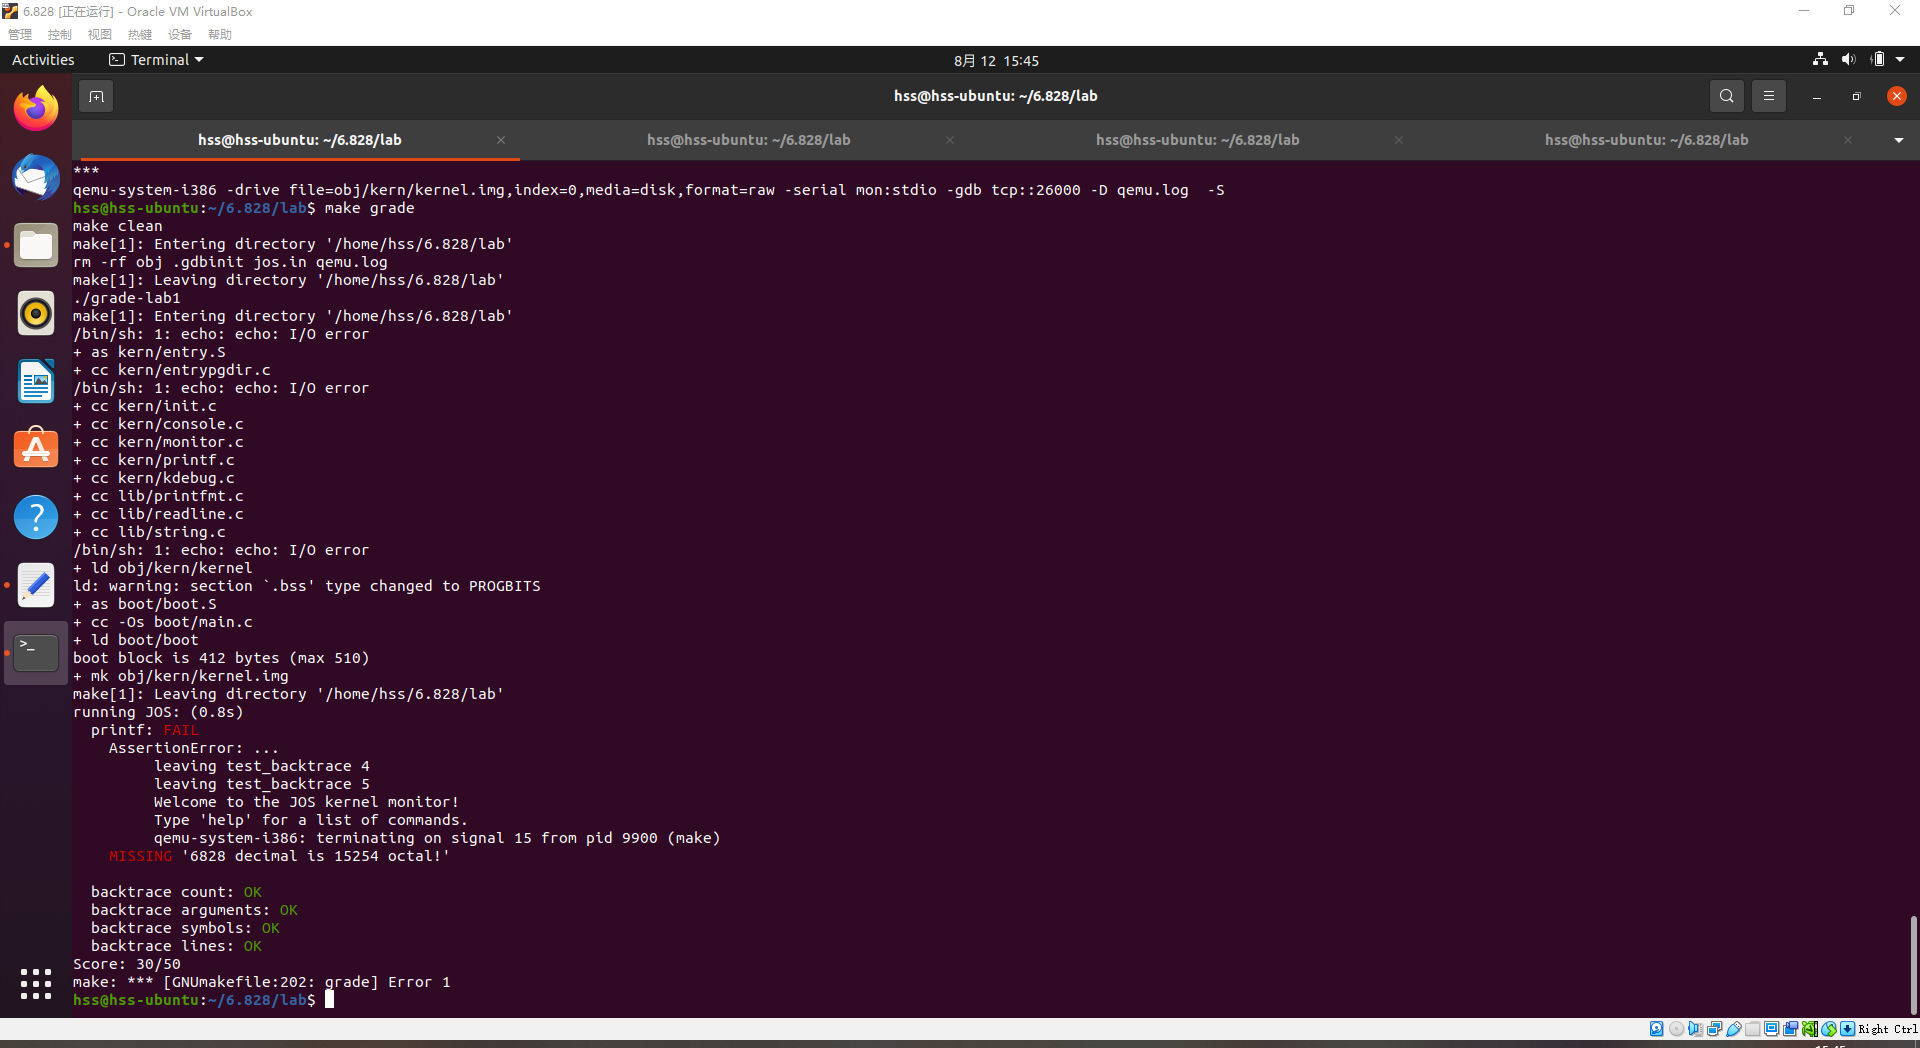 6.828 [正在运行] - Oracle VM VirtualBox
管理 控制 视图 热键 设备 帮助
Activities Terminal 8月 12 15:45
hss@hss-ubuntu: ~/6.828/lab
hss@hss-ubuntu: ~/6.828/lab hss@hss-ubuntu: ~/6.828/lab hss@hss-ubuntu: ~/6.828/lab hss@hss-ubuntu: ~/6.828/lab
***
qemu-system-i386 -drive file=obj/kern/kernel.img,index=0,media=disk,format=raw -serial mon:stdio -gdb tcp::26000 -D qemu.log  -S
hss@hss-ubuntu:~/6.828/lab$ make grade
make clean
make[1]: Entering directory '/home/hss/6.828/lab'
rm -rf obj .gdbinit jos.in qemu.log
make[1]: Leaving directory '/home/hss/6.828/lab'
./grade-lab1
make[1]: Entering directory '/home/hss/6.828/lab'
/bin/sh: 1: echo: echo: I/O error
+ as kern/entry.S
+ cc kern/entrypgdir.c
/bin/sh: 1: echo: echo: I/O error
+ cc kern/init.c
+ cc kern/console.c
+ cc kern/monitor.c
+ cc kern/printf.c
+ cc kern/kdebug.c
+ cc lib/printfmt.c
+ cc lib/readline.c
+ cc lib/string.c
/bin/sh: 1: echo: echo: I/O error
+ ld obj/kern/kernel
ld: warning: section `.bss' type changed to PROGBITS
+ as boot/boot.S
+ cc -Os boot/main.c
+ ld boot/boot
boot block is 412 bytes (max 510)
+ mk obj/kern/kernel.img
make[1]: Leaving directory '/home/hss/6.828/lab'
running JOS: (0.8s)
printf: FAIL
AssertionError: ...
leaving test_backtrace 4
leaving test_backtrace 5
Welcome to the JOS kernel monitor!
Type 'help' for a list of commands.
qemu-system-i386: terminating on signal 15 from pid 9900 (make)
MISSING '6828 decimal is 15254 octal!'
backtrace count: OK
backtrace arguments: OK
backtrace symbols: OK
backtrace lines: OK
Score: 30/50
make: *** [GNUmakefile:202: grade] Error 1
hss@hss-ubuntu:~/6.828/lab$
Right Ctrl